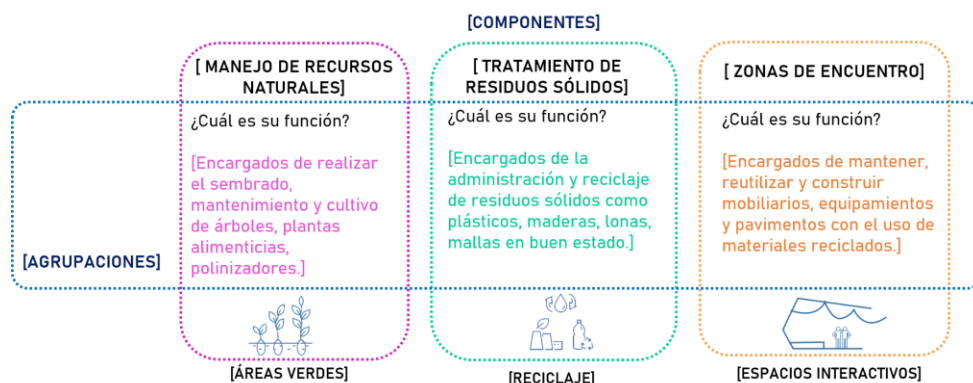 [COMPONENTES]
[ MANEJO DE RECURSOS
NATURALES]
¿Cuál es su función?
[Encargados de realizar
el sembrado,
mantenimiento y cultivo
de árboles, plantas
alimenticias,
polinizadores.]
[ TRATAMIENTO DE
RESIDUOS SÓLIDOS]
¿Cuál es su función?
[Encargados de la
administración y reciclaje
de residuos sólidos como
plásticos, maderas, lonas,
mallas en buen estado.]
[ ZONAS DE ENCUENTRO]
¿Cuál es su función?
[Encargados de mantener,
reutilizar y construir
mobiliarios, equipamientos
y pavimentos con el uso de
materiales reciclados.]
[AGRUPACIONES]
[ÁREAS VERDES]
[RECICLAJE]
[ESPACIOS INTERACTIVOS]